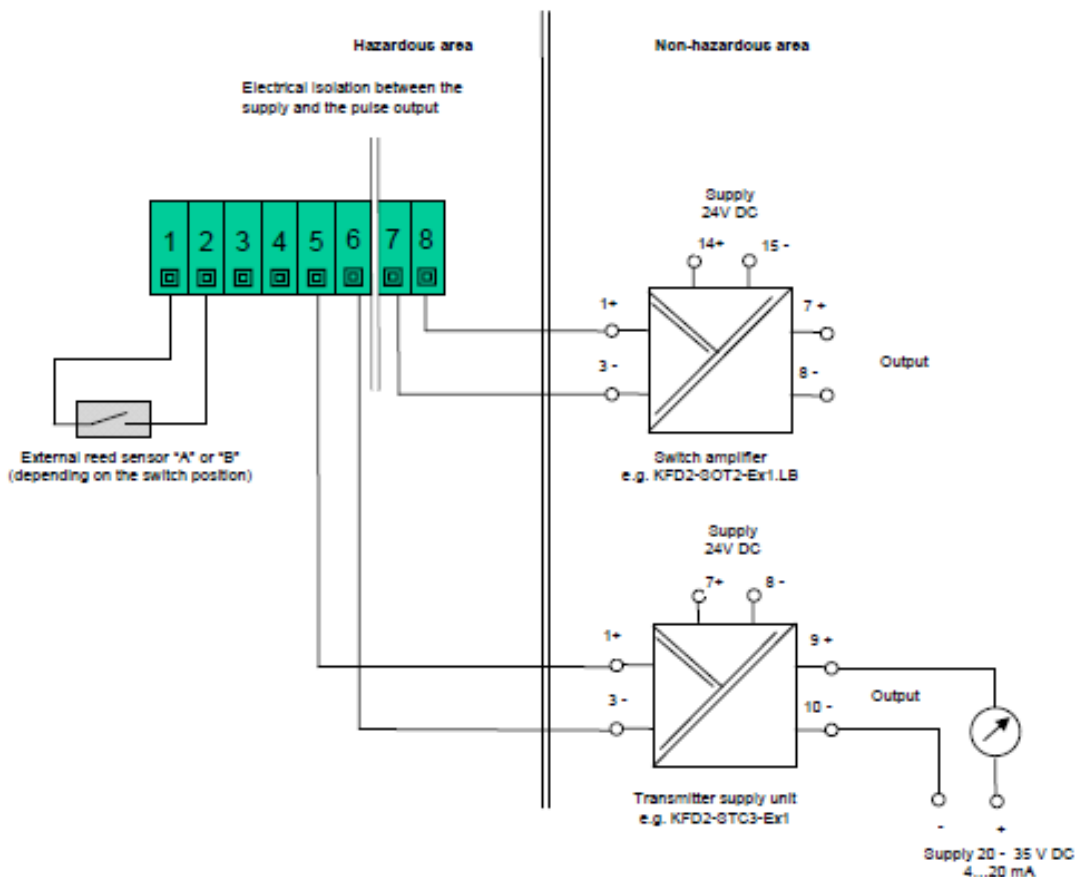 Hazardous area
Non-hazardous area
Electrical isolation between the
supply and the pulse output
1 2 3 4 5 6 7 8
External reed sensor "A" or "B"
(depending on the switch position)
Supply
24V DC
14+
15 -
1+
3 -
7 +
8 -
Output
Switch amplifier
e.g. KFD2-SOT2-Ex1.LB
Supply
24V DC
7+
8 -
1+
3 -
9 +
10 -
Output
Transmitter supply unit
e.g. KFD2-STC3-Ex1
- +
Supply 20 - 35 V DC
4...20 mA